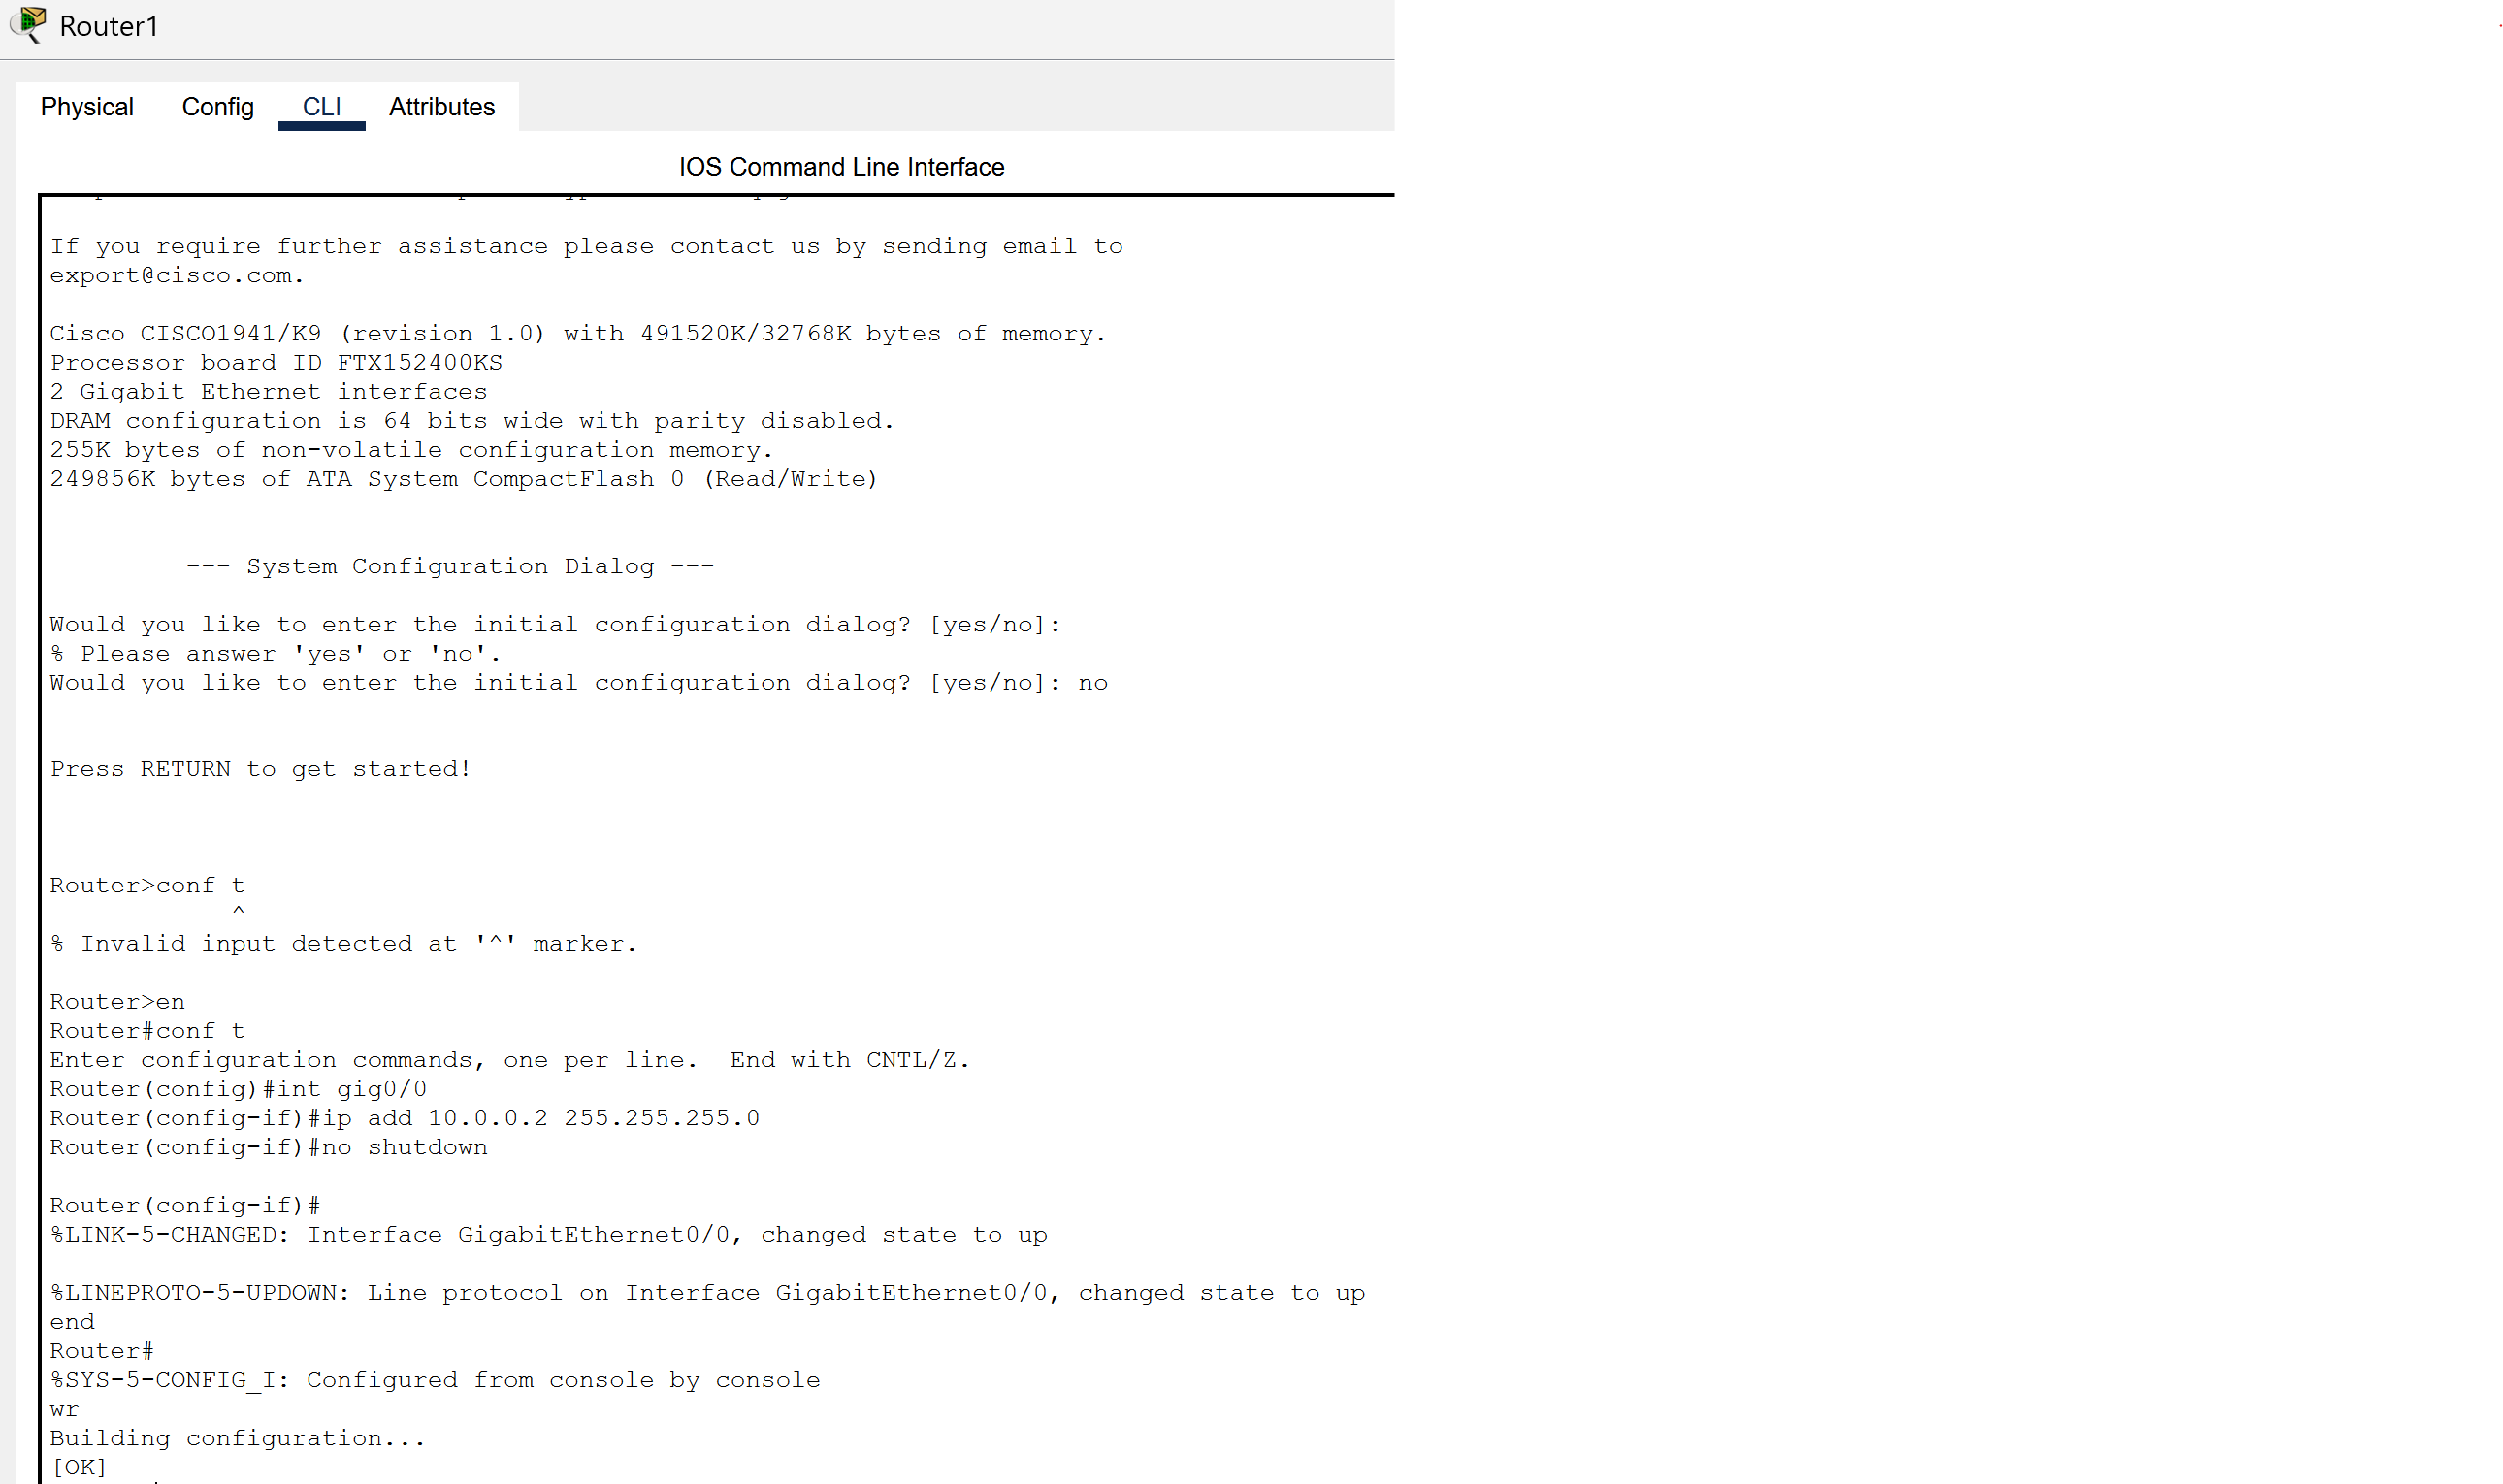 Router1
Physical Config CLI Attributes
IOS Command Line Interface
If you require further assistance please contact us by sending email to
export@cisco.com.
Cisco CISCO1941/K9 (revision 1.0) with 491520K/32768K bytes of memory.
Processor board ID FTX152400KS
2 Gigabit Ethernet interfaces
DRAM configuration is 64 bits wide with parity disabled.
255K bytes of non-volatile configuration memory.
249856K bytes of ATA System CompactFlash 0 (Read/Write)
--- System Configuration Dialog ---
Would you like to enter the initial configuration dialog? [yes/no]:
% Please answer 'yes' or 'no'.
Would you like to enter the initial configuration dialog? [yes/no]: no
Press RETURN to get started!
Router>conf t
^
% Invalid input detected at '^' marker.
Router>en
Router#conf t
Enter configuration commands, one per line.  End with CNTL/Z.
Router(config)#int gig0/0
Router(config-if)#ip add 10.0.0.2 255.255.255.0
Router(config-if)#no shutdown
Router(config-if)#
%LINK-5-CHANGED: Interface GigabitEthernet0/0, changed state to up
%LINEPROTO-5-UPDOWN: Line protocol on Interface GigabitEthernet0/0, changed state to up
end
Router#
%SYS-5-CONFIG_I: Configured from console by console
wr
Building configuration...
[OK]